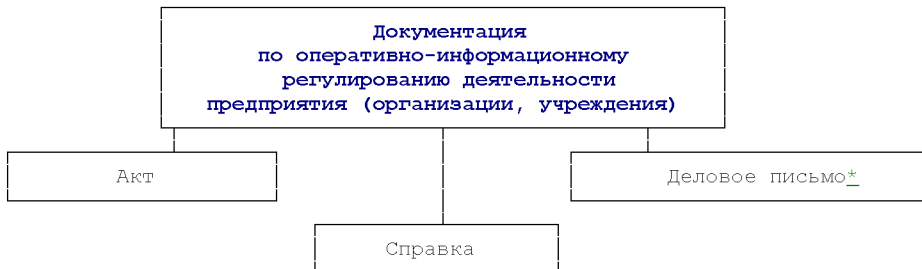 Документация
по оперативно-информационному
регулированию деятельности
предприятия (организации, учреждения)
Акт
Деловое письмо*
Справка